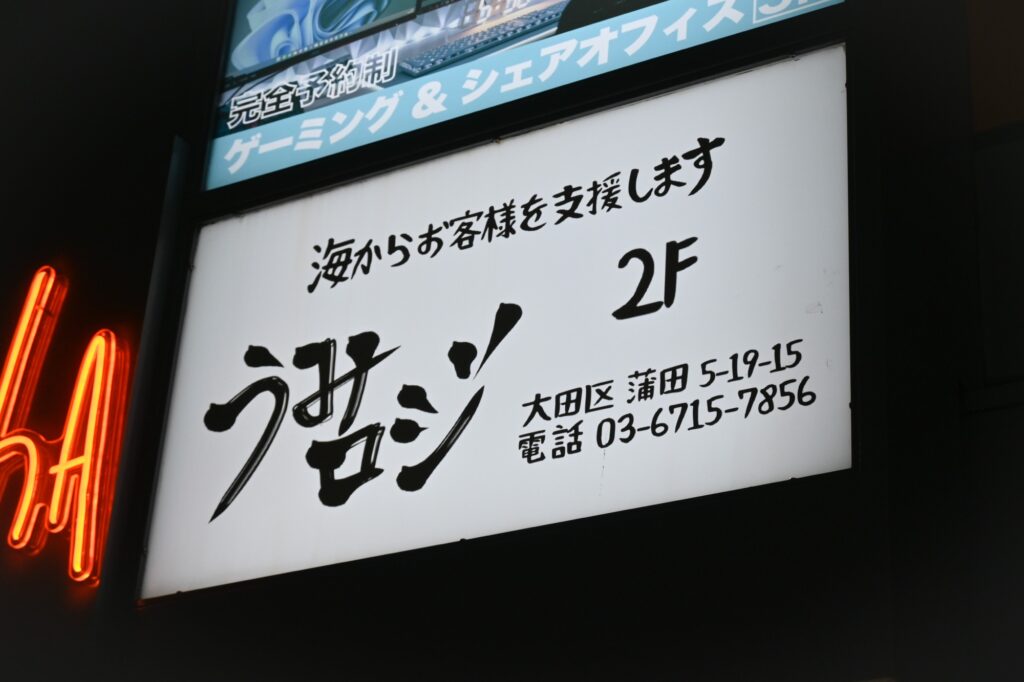 完全予約制
ゲーミング & シェアオフィス
海からお客様を支援します
2F
うみロジ
大田区 蒲田 5-19-15
電話 03-6715-7856